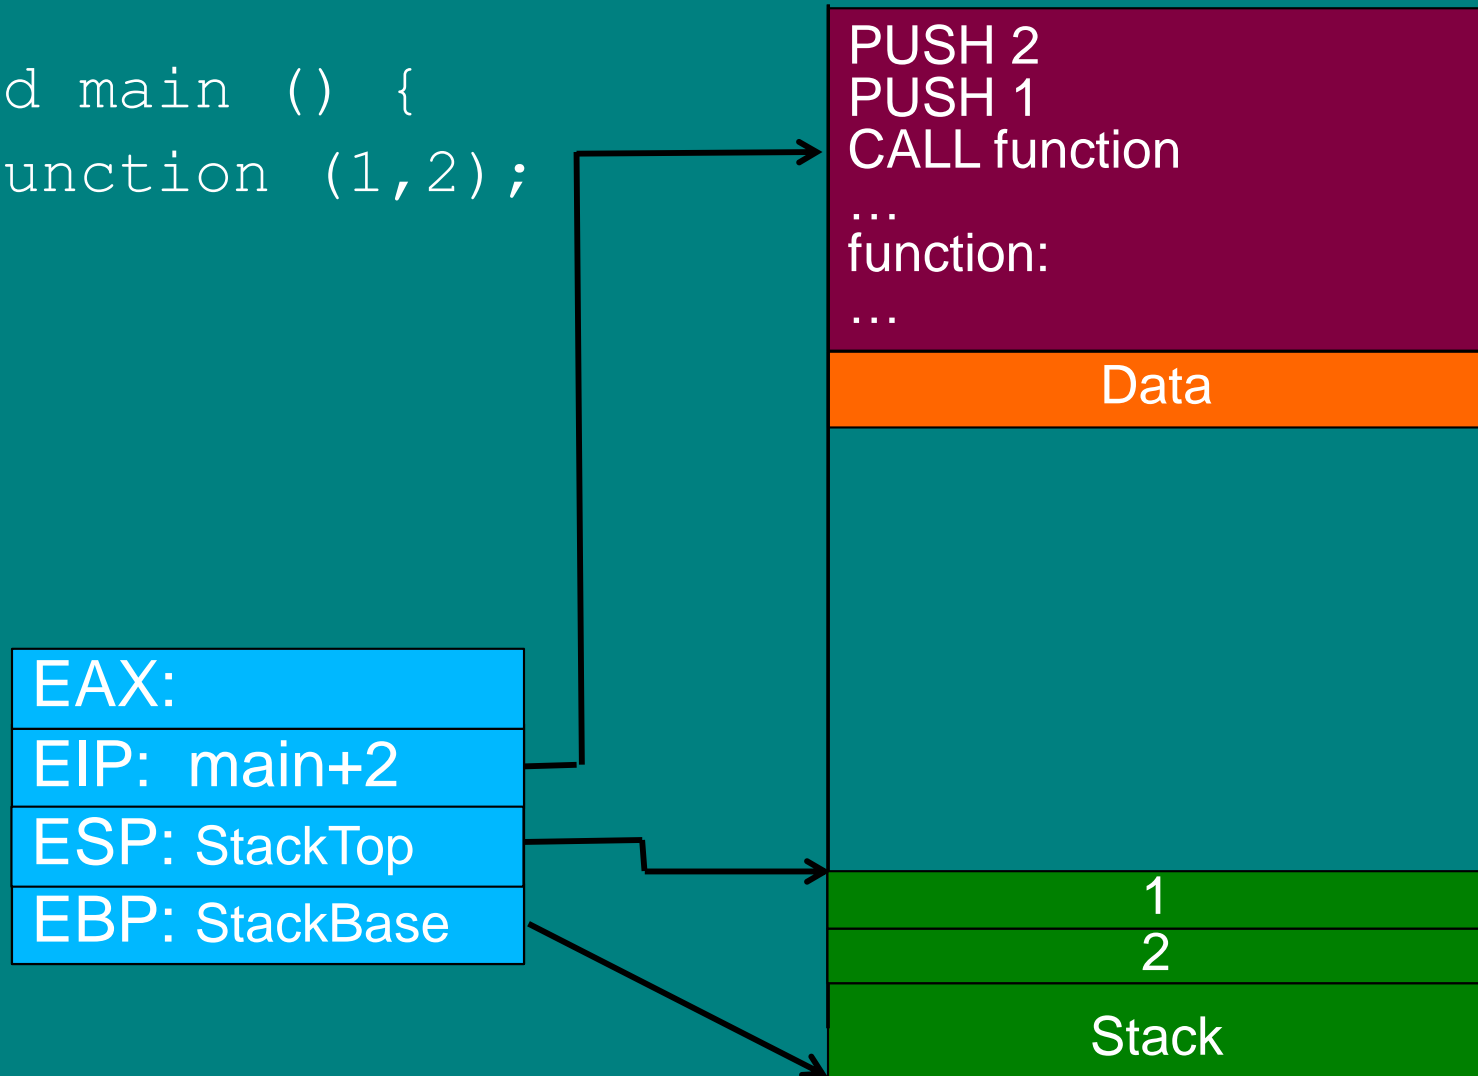 d main () {
unction (1,2);
PUSH 2
PUSH 1
CALL function
…
function:
…
Data
EAX:
EIP: main+2
ESP: StackTop
EBP: StackBase
1
2
Stack